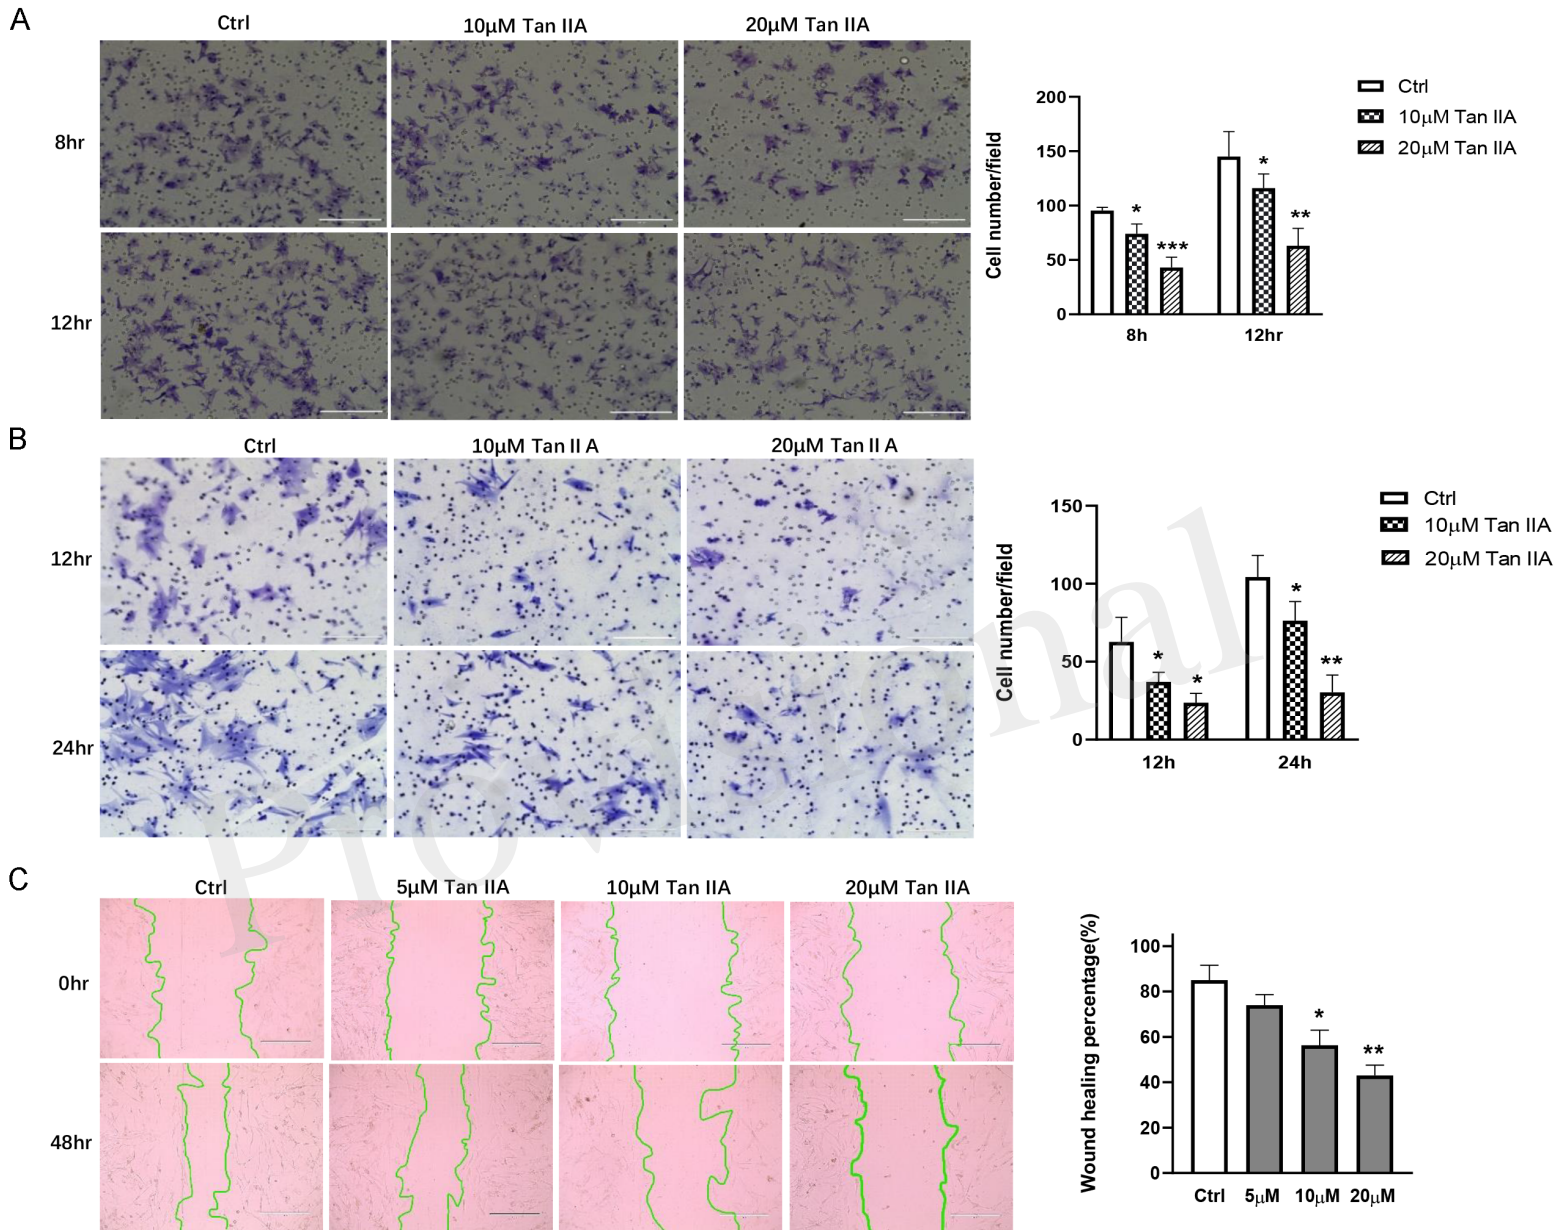 A
Ctrl
10µM Tan IIA
20µM Tan IIA
8hr
12hr
Cell number/field
200
150
100
50
0
*
***
*
**
8h
12hr
Ctrl
10µM Tan IIA
20µM Tan IIA
B
Ctrl
10µM Tan II A
20µM Tan II A
12hr
24hr
Cell number/field
150
100
50
0
*
*
*
**
12h
24h
Ctrl
10µM Tan IIA
20µM Tan IIA
C
Ctrl
5µM Tan IIA
10µM Tan IIA
20µM Tan IIA
0hr
48hr
Wound healing percentage(%)
100
80
60
40
20
0
*
**
Ctrl
5µM
10µM
20µM
Provisional